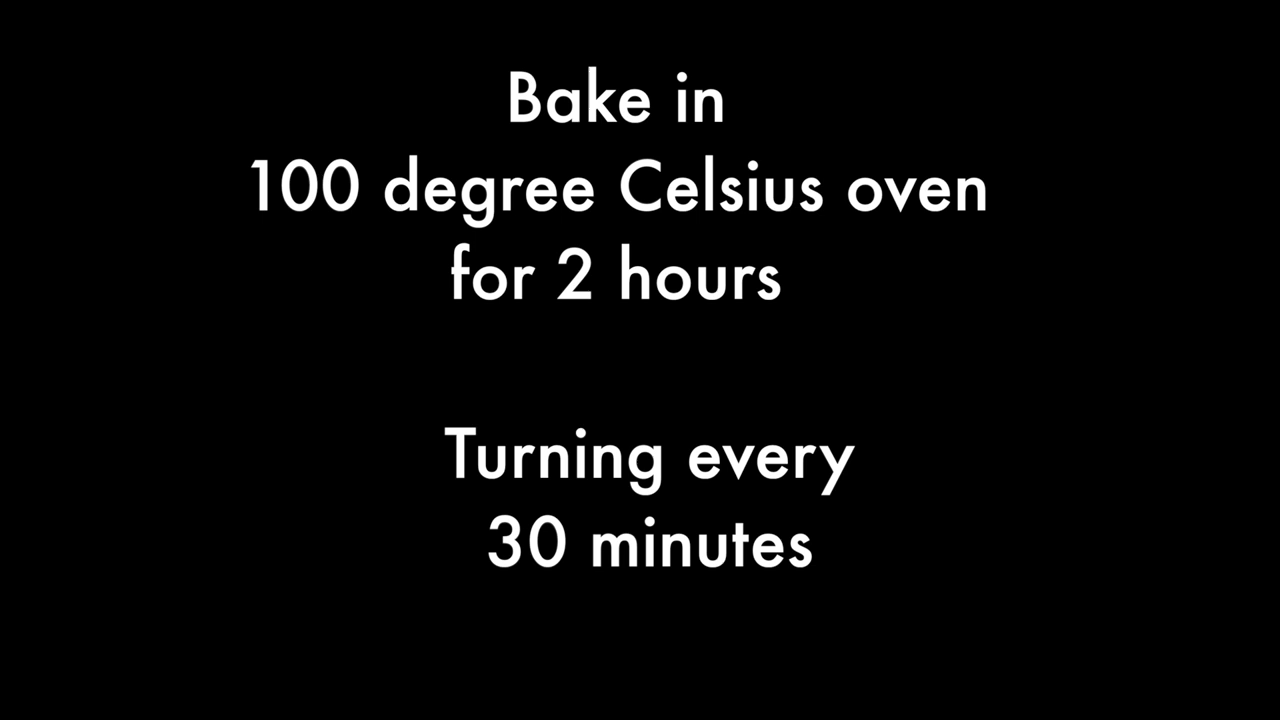 Bake in
100 degree Celsius oven
for 2 hours
Turning every
30 minutes